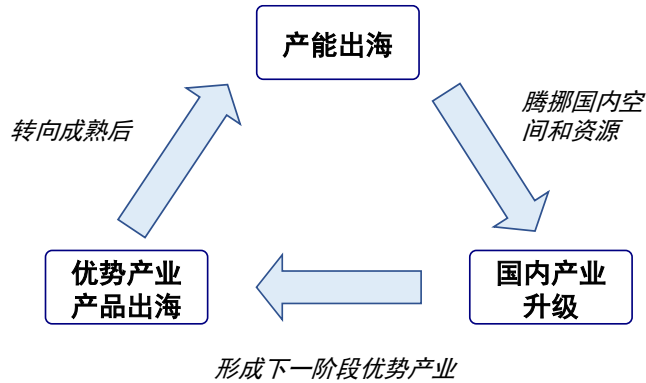 产能出海
腾挪国内空
间和资源
转向成熟后
优势产业
产品出海
国内产业
升级
形成下一阶段优势产业